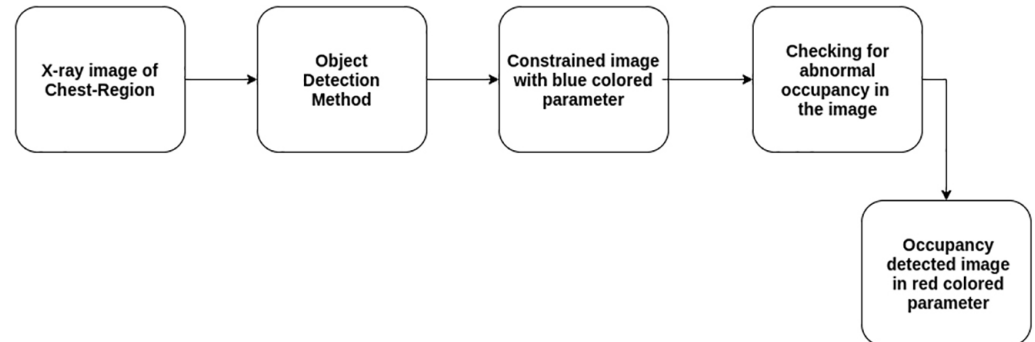 X-ray image of
Chest-Region
Object
Detection
Method
Constrained image
with blue colored
parameter
Checking for
abnormal
occupancy in
the image
Occupancy
detected image
in red colored
parameter